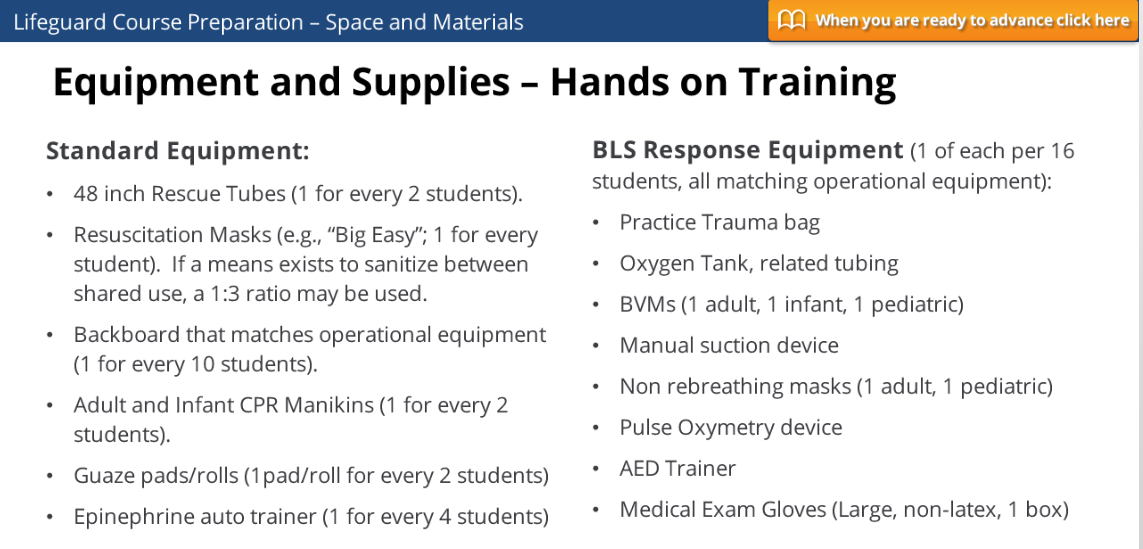 Lifeguard Course Preparation – Space and Materials
When you are ready to advance click here
Equipment and Supplies – Hands on Training
Standard Equipment:
• 48 inch Rescue Tubes (1 for every 2 students).
• Resuscitation Masks (e.g., “Big Easy”; 1 for every
student).  If a means exists to sanitize between
shared use, a 1:3 ratio may be used.
• Backboard that matches operational equipment
(1 for every 10 students).
• Adult and Infant CPR Manikins (1 for every 2
students).
• Guaze pads/rolls (1pad/roll for every 2 students)
• Epinephrine auto trainer (1 for every 4 students)
BLS Response Equipment (1 of each per 16
students, all matching operational equipment):
• Practice Trauma bag
• Oxygen Tank, related tubing
• BVMs (1 adult, 1 infant, 1 pediatric)
• Manual suction device
• Non rebreathing masks (1 adult, 1 pediatric)
• Pulse Oxymetry device
• AED Trainer
• Medical Exam Gloves (Large, non-latex, 1 box)